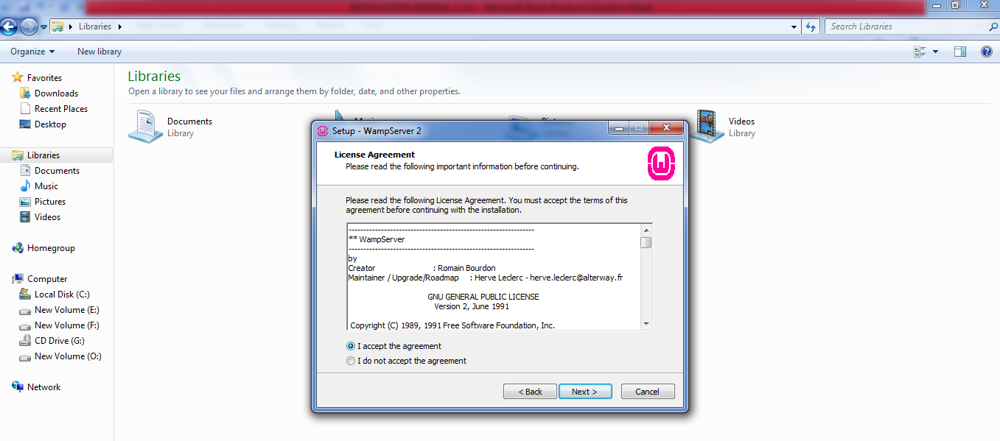 Libraries
Search Libraries
Organize
New library
Favorites
Downloads
Recent Places
Desktop
Libraries
Documents
Music
Pictures
Videos
Homegroup
Computer
Local Disk (C:)
New Volume (E:)
New Volume (F:)
CD Drive (G:)
New Volume (O:)
Network
Libraries
Open a library to see your files and arrange them by folder, date, and other properties.
Documents
Library
Videos
Library
Setup - WampServer 2
License Agreement
Please read the following important information before continuing.
Please read the following License Agreement. You must accept the terms of this
agreement before continuing with the installation.
------------------------------------------------------------
** WampServer
------------------------------------------------------------
by
Creator : Romain Bourdon
Maintainer / Upgrade/Roadmap : Herve Leclerc - herve.leclerc@alterway.fr
GNU GENERAL PUBLIC LICENSE
Version 2, June 1991
Copyright (C) 1989, 1991 Free Software Foundation, Inc.
I accept the agreement
I do not accept the agreement
< Back
Next >
Cancel